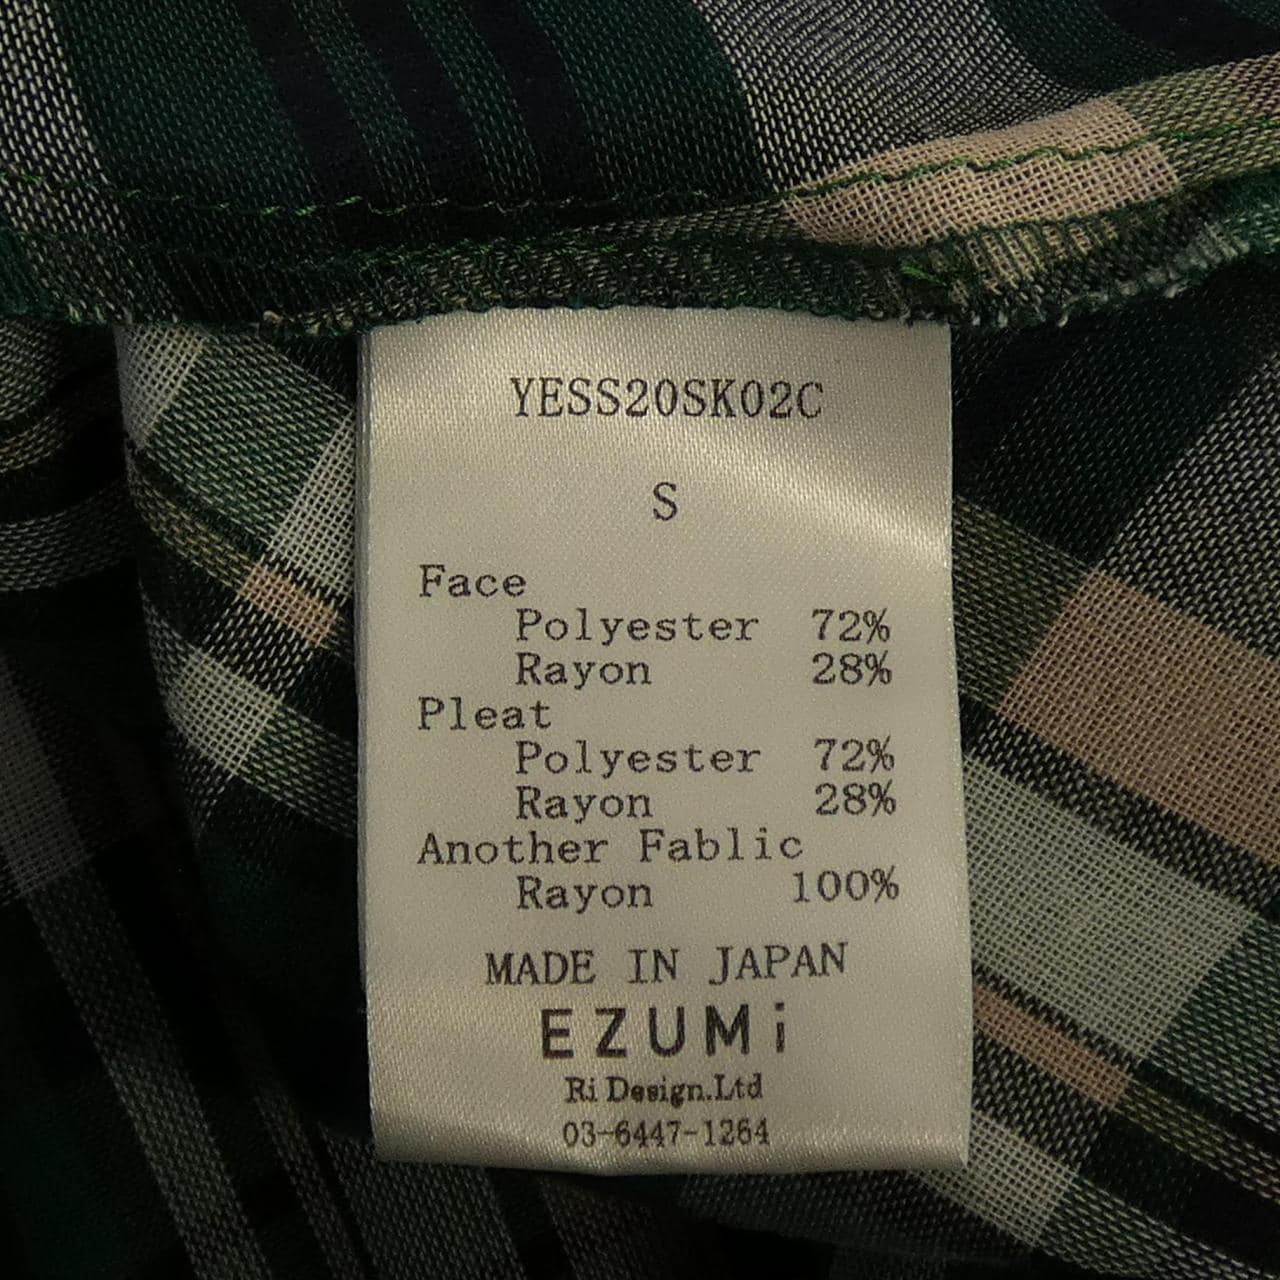 YESS20SK02C
S
Face
Polyester 72%
Rayon 28%
Pleat
Polyester 72%
Rayon 28%
Another Fablic
Rayon 100%
MADE IN JAPAN
EZUMi
Ri Design.Ltd
03-6447-1264